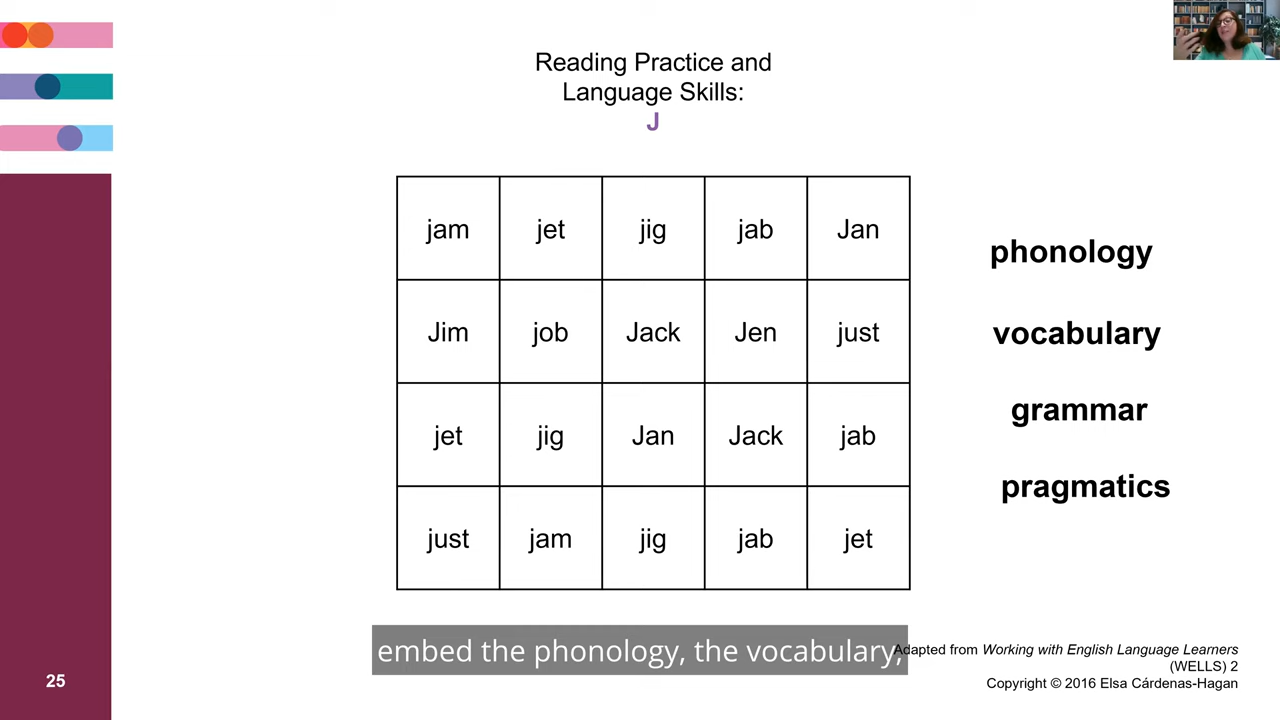 Reading Practice and
Language Skills:
J
jam jet jig jab Jan
Jim job Jack Jen just
jet jig Jan Jack jab
just jam jig jab jet
phonology
vocabulary
grammar
pragmatics
embed the phonology, the vocabulary,
Adapted from Working with English Language Learners
(WELLS) 2
Copyright © 2016 Elsa Cárdenas-Hagan
25